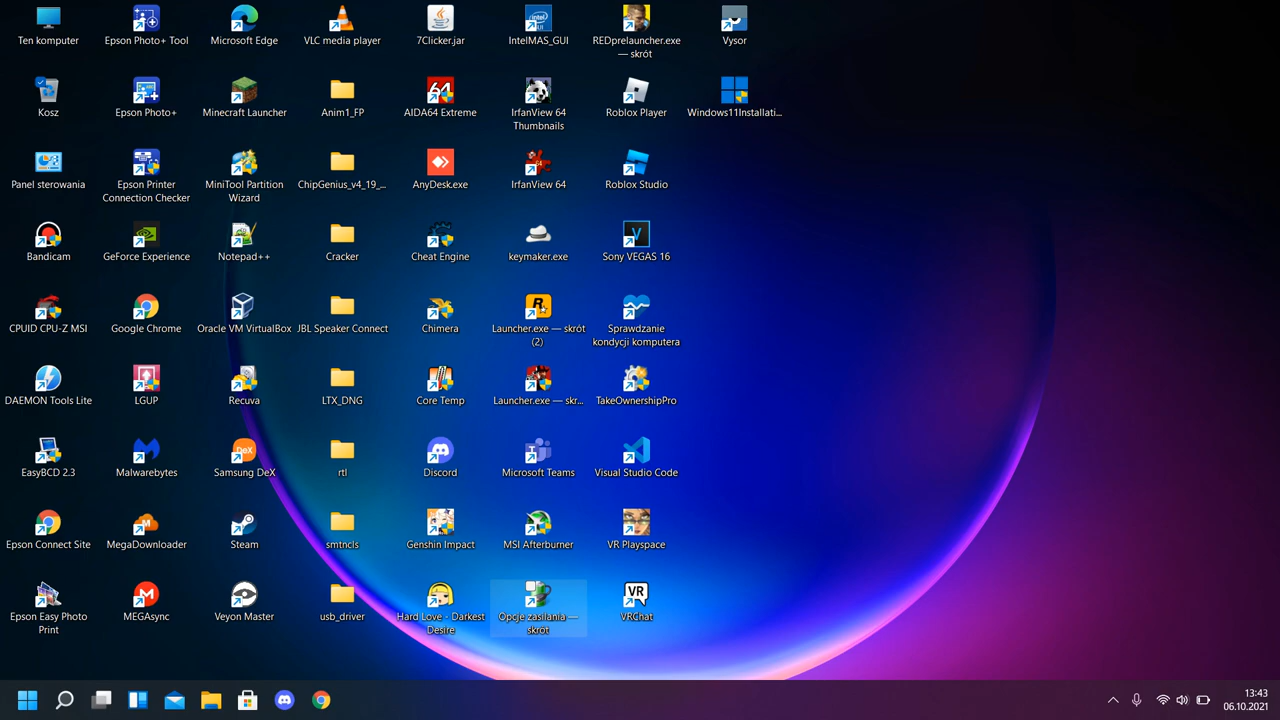 en komputer
Epson Photo+ Tool
Microsoft Edge
VLC media player
7Clicker.jar
IntelMAS_GUI
REDprelauncher.exe
— skrót
Vysor
Kosz
Epson Photo+
Minecraft Launcher
Anim1_FP
AIDA64 Extreme
IrfanView 64
Thumbnails
Roblox Player
Windows11Installati...
Panel sterowania
Epson Printer
Connection Checker
MiniTool Partition
Wizard
ChipGenius_v4_19_...
AnyDesk.exe
IrfanView 64
Roblox Studio
Bandicam
GeForce Experience
Notepad++
Cracker
Cheat Engine
keymaker.exe
Sony VEGAS 16
CPUID CPU-Z MSI
Google Chrome
Oracle VM VirtualBox
JBL Speaker Connect
Chimera
Launcher.exe — skrót
(2)
Sprawdzanie
kondycji komputera
DAEMON Tools Lite
LGUP
Recuva
LTX_DNG
Core Temp
Launcher.exe — skr...
TakeOwnershipPro
EasyBCD 2.3
Malwarebytes
Samsung DeX
rtl
Discord
Microsoft Teams
Visual Studio Code
Epson Connect Site
MegaDownloader
Steam
smtncls
Genshin Impact
MSI Afterburner
VR Playspace
Epson Easy Photo
Print
MEGAsync
Veyon Master
usb_driver
Hard Love - Darkest
Desire
Opcje zasilania —
skrót
VRChat
13:43
06.10.2021